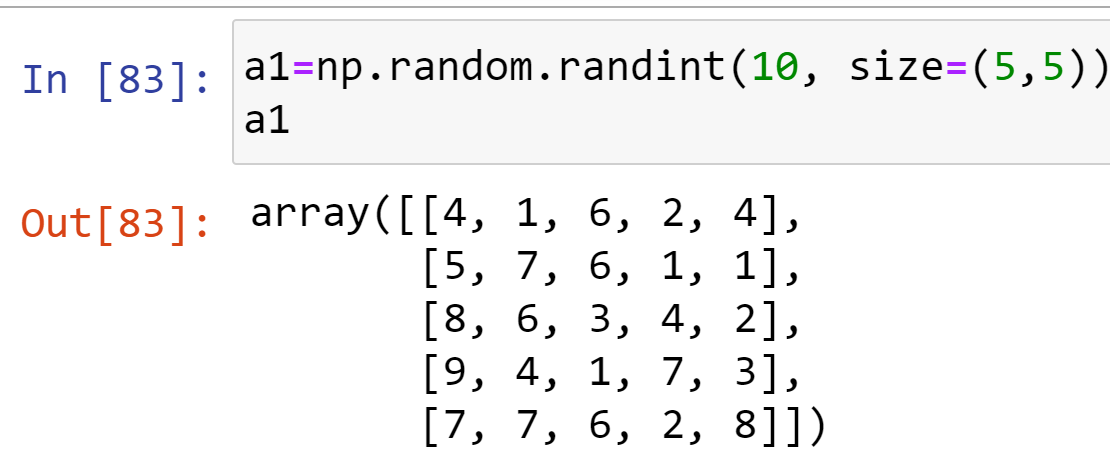 In [83]: a1=np.random.randint(10, size=(5,5))
a1
Out[83]: array([[4, 1, 6, 2, 4],
[5, 7, 6, 1, 1],
[8, 6, 3, 4, 2],
[9, 4, 1, 7, 3],
[7, 7, 6, 2, 8]])